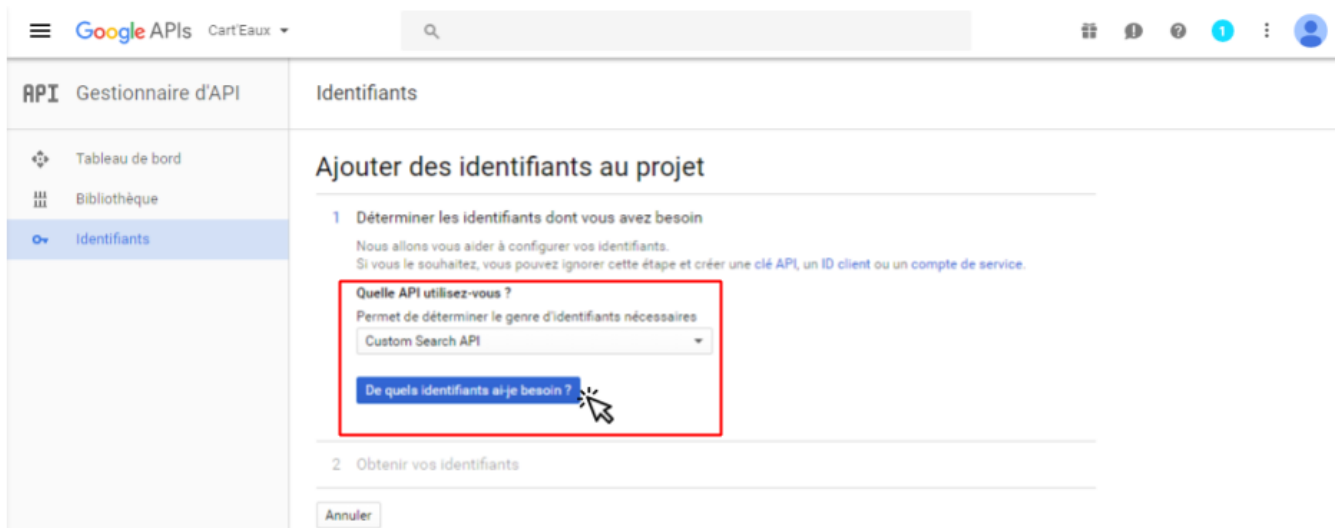 Google APIs Cart'Eaux
1
API Gestionnaire d'API
Identifiants
Tableau de bord
Bibliothèque
Identifiants
Ajouter des identifiants au projet
1 Déterminer les identifiants dont vous avez besoin
Nous allons vous aider à configurer vos identifiants.
Si vous le souhaitez, vous pouvez ignorer cette étape et créer une clé API, un ID client ou un compte de service.
Quelle API utilisez-vous ?
Permet de déterminer le genre d'identifiants nécessaires
Custom Search API
De quels identifiants ai-je besoin ?
2 Obtenir vos identifiants
Annuler